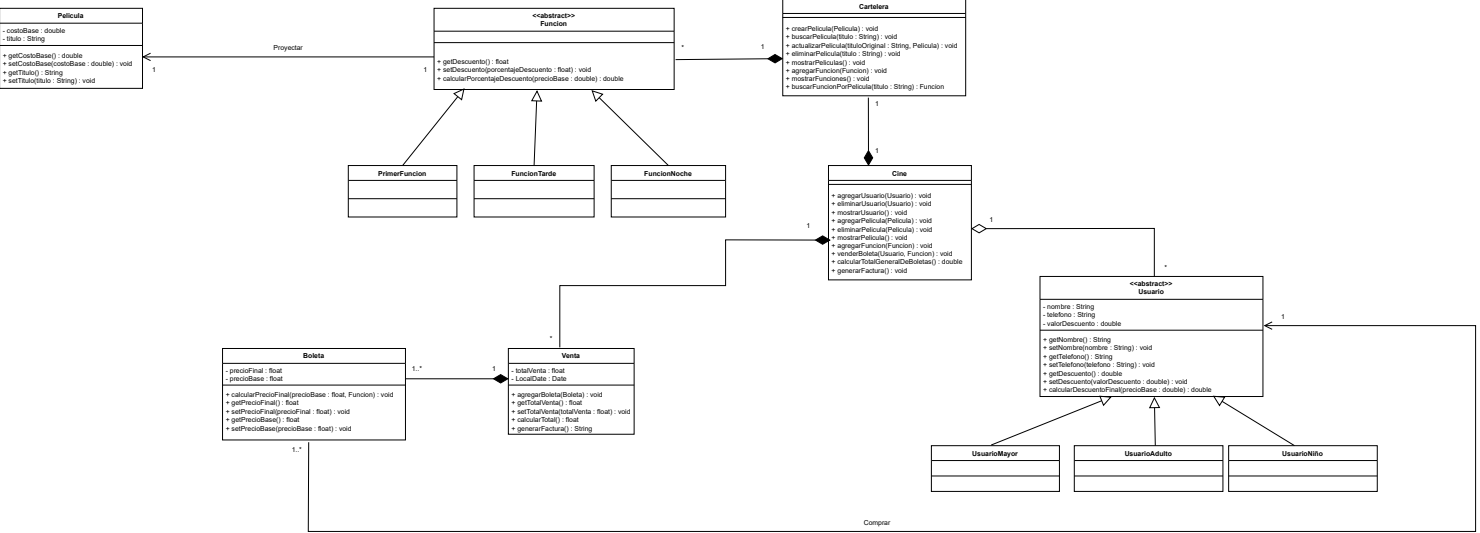 Película
- costoBase : double
- titulo : String
+ getCostoBase() : double
+ setCostoBase(costoBase : double) : void
+ getTitulo() : String
+ setTitulo(titulo : String) : void
1
Proyectar
1
<<abstract>>
Funcion
+ getDescuento() : float
+ setDescuento(porcentajeDescuento : float) : void
+ calcularPorcentajeDescuento(precioBase : double) : double
*
1
Cartelera
+ crearPelicula(Pelicula) : void
+ buscarPelicula(titulo : String) : void
+ actualizarPelicula(tituloOriginal : String, Pelicula) : void
+ eliminarPelicula(titulo : String) : void
+ mostrarPeliculas() : void
+ agregarFuncion(Funcion) : void
+ mostrarFunciones() : void
+ buscarFuncionPorPelicula(titulo : String) : Funcion
1
1
PrimerFuncion
FuncionTarde
FuncionNoche
Cine
+ agregarUsuario(Usuario) : void
+ eliminarUsuario(Usuario) : void
+ mostrarUsuario() : void
+ agregarPelicula(Pelicula) : void
+ eliminarPelicula(Pelicula) : void
+ mostrarPelicula() : void
+ agregarFuncion(Funcion) : void
+ venderBoleta(Usuario, Funcion) : void
+ calcularTotalGeneralDeBoletas() : double
+ generarFactura() : void
1
1
*
*
<<abstract>>
Usuario
- nombre : String
- telefono : String
- valorDescuento : double
+ getNombre() : String
+ setNombre(nombre : String) : void
+ getTelefono() : String
+ setTelefono(telefono : String) : void
+ getDescuento() : double
+ setDescuento(valorDescuento : double) : void
+ calcularDescuentoFinal(precioBase : double) : double
1
Boleta
- precioFinal : float
- precioBase : float
+ calcularPrecioFinal(precioBase : float, Funcion) : void
+ getPrecioFinal() : float
+ setPrecioFinal(precioFinal : float) : void
+ getPrecioBase() : float
+ setPrecioBase(precioBase : float) : void
1..*
1
Venta
- totalVenta : float
- LocalDate : Date
+ agregarBoleta(Boleta) : void
+ getTotalVenta() : float
+ setTotalVenta(totalVenta : float) : void
+ calcularTotal() : float
+ generarFactura() : String
1..*
UsuarioMayor
UsuarioAdulto
UsuarioNiño
Comprar